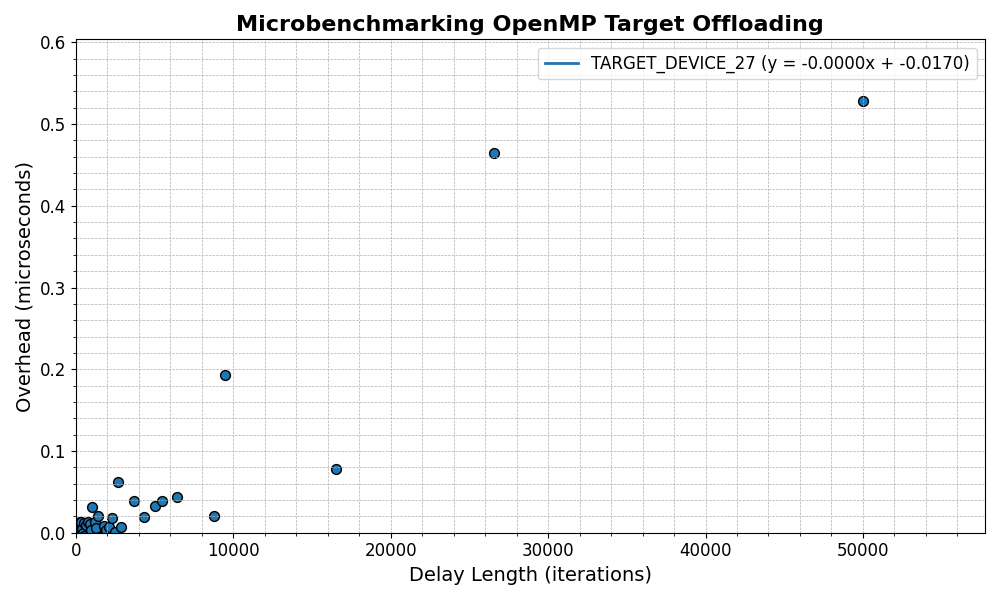 Microbenchmarking OpenMP Target Offloading
TARGET_DEVICE_27 (y = -0.0000x + -0.0170)
Overhead (microseconds)
0.6
0.5
0.4
0.3
0.2
0.1
0.0
0 10000 20000 30000 40000 50000
Delay Length (iterations)